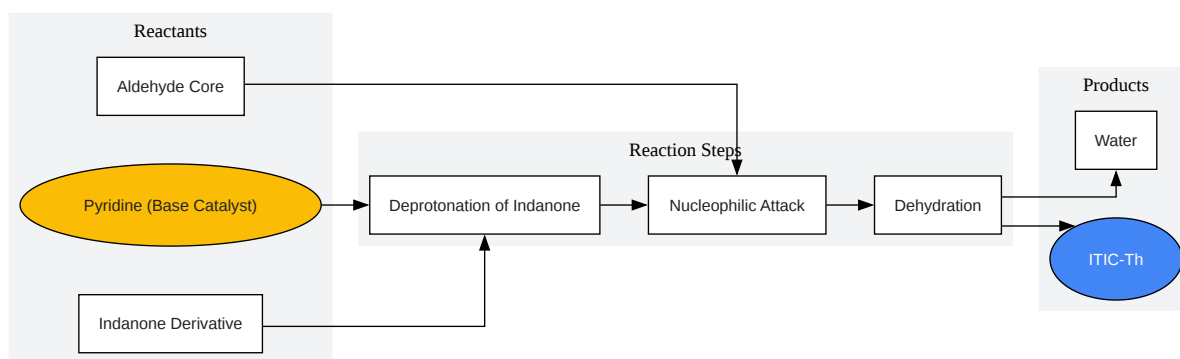 Reactants
Aldehyde Core
Pyridine (Base Catalyst)
Indanone Derivative
Reaction Steps
Deprotonation of Indanone
Nucleophilic Attack
Dehydration
Products
Water
ITIC-Th